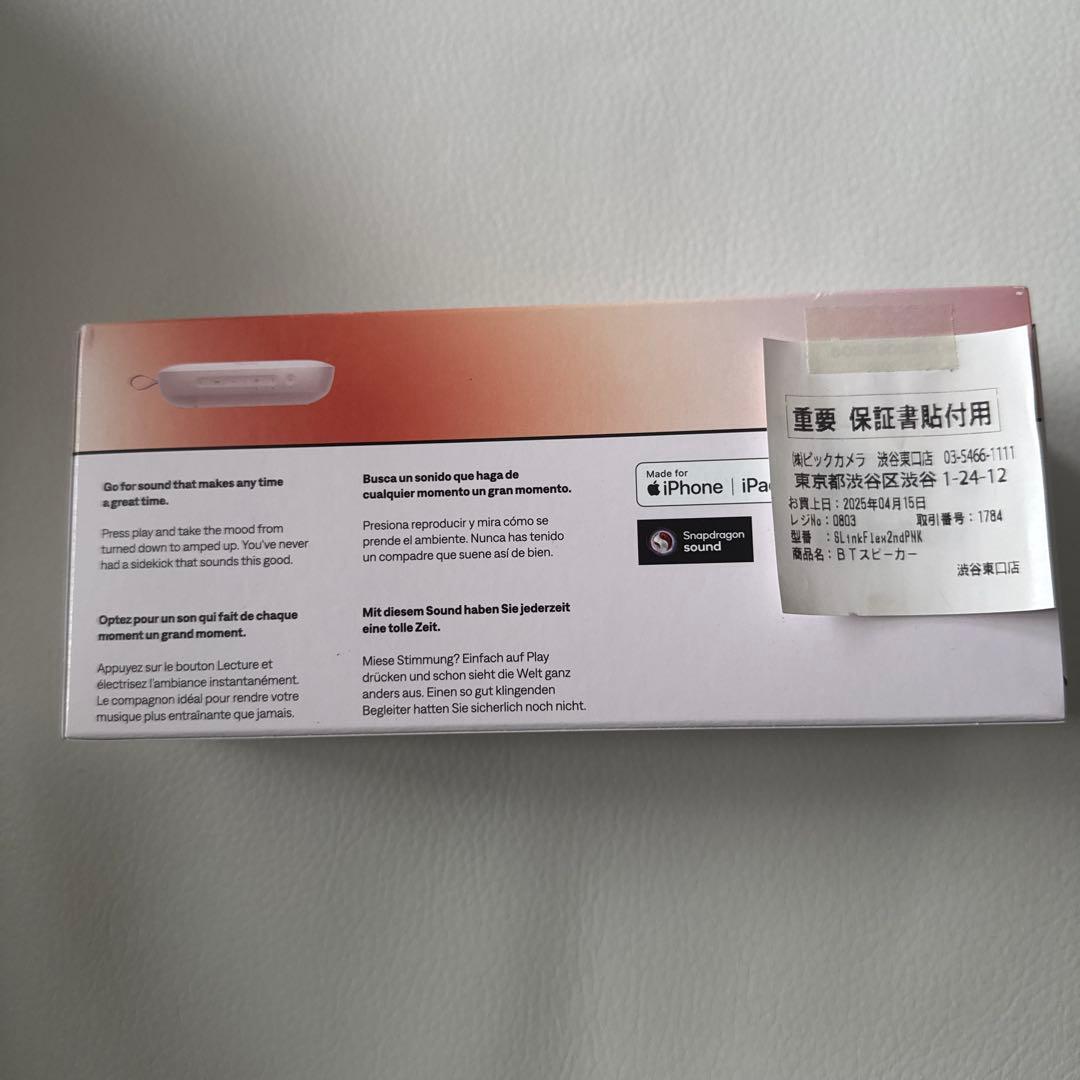 Go for sound that makes any time
a great time.
Press play and take the mood from
turned down to amped up. You've never
had a sidekick that sounds this good.
Optez pour un son qui fait de chaque
moment un grand moment.
Appuyez sur le bouton Lecture et
électrisez l'ambiance instantanément.
Le compagnon idéal pour rendre votre
musique plus entraînante que jamais.
Busca un sonido que haga de
cualquier momento un gran momento.
Presiona reproducir y mira cómo se
prende el ambiente. Nunca has tenido
un compadre que suene así de bien.
Mit diesem Sound haben Sie jederzeit
eine tolle Zeit.
Miese Stimmung? Einfach auf Play
drücken und schon sieht die Welt ganz
anders aus. Einen so gut klingenden
Begleiter hatten Sie sicherlich noch nicht.
Made for
iPhone | iPa
Snapdragon
sound
重要 保証書貼付用
㈱ビックカメラ 渋谷東口店 03-5466-1111
東京都渋谷区渋谷 1-24-12
お買上日：2025年04月15日
レジNo：0803 取引番号：1784
型番 ：SLinkFlex2ndPNK
商品名：BTスピーカー
渋谷東口店